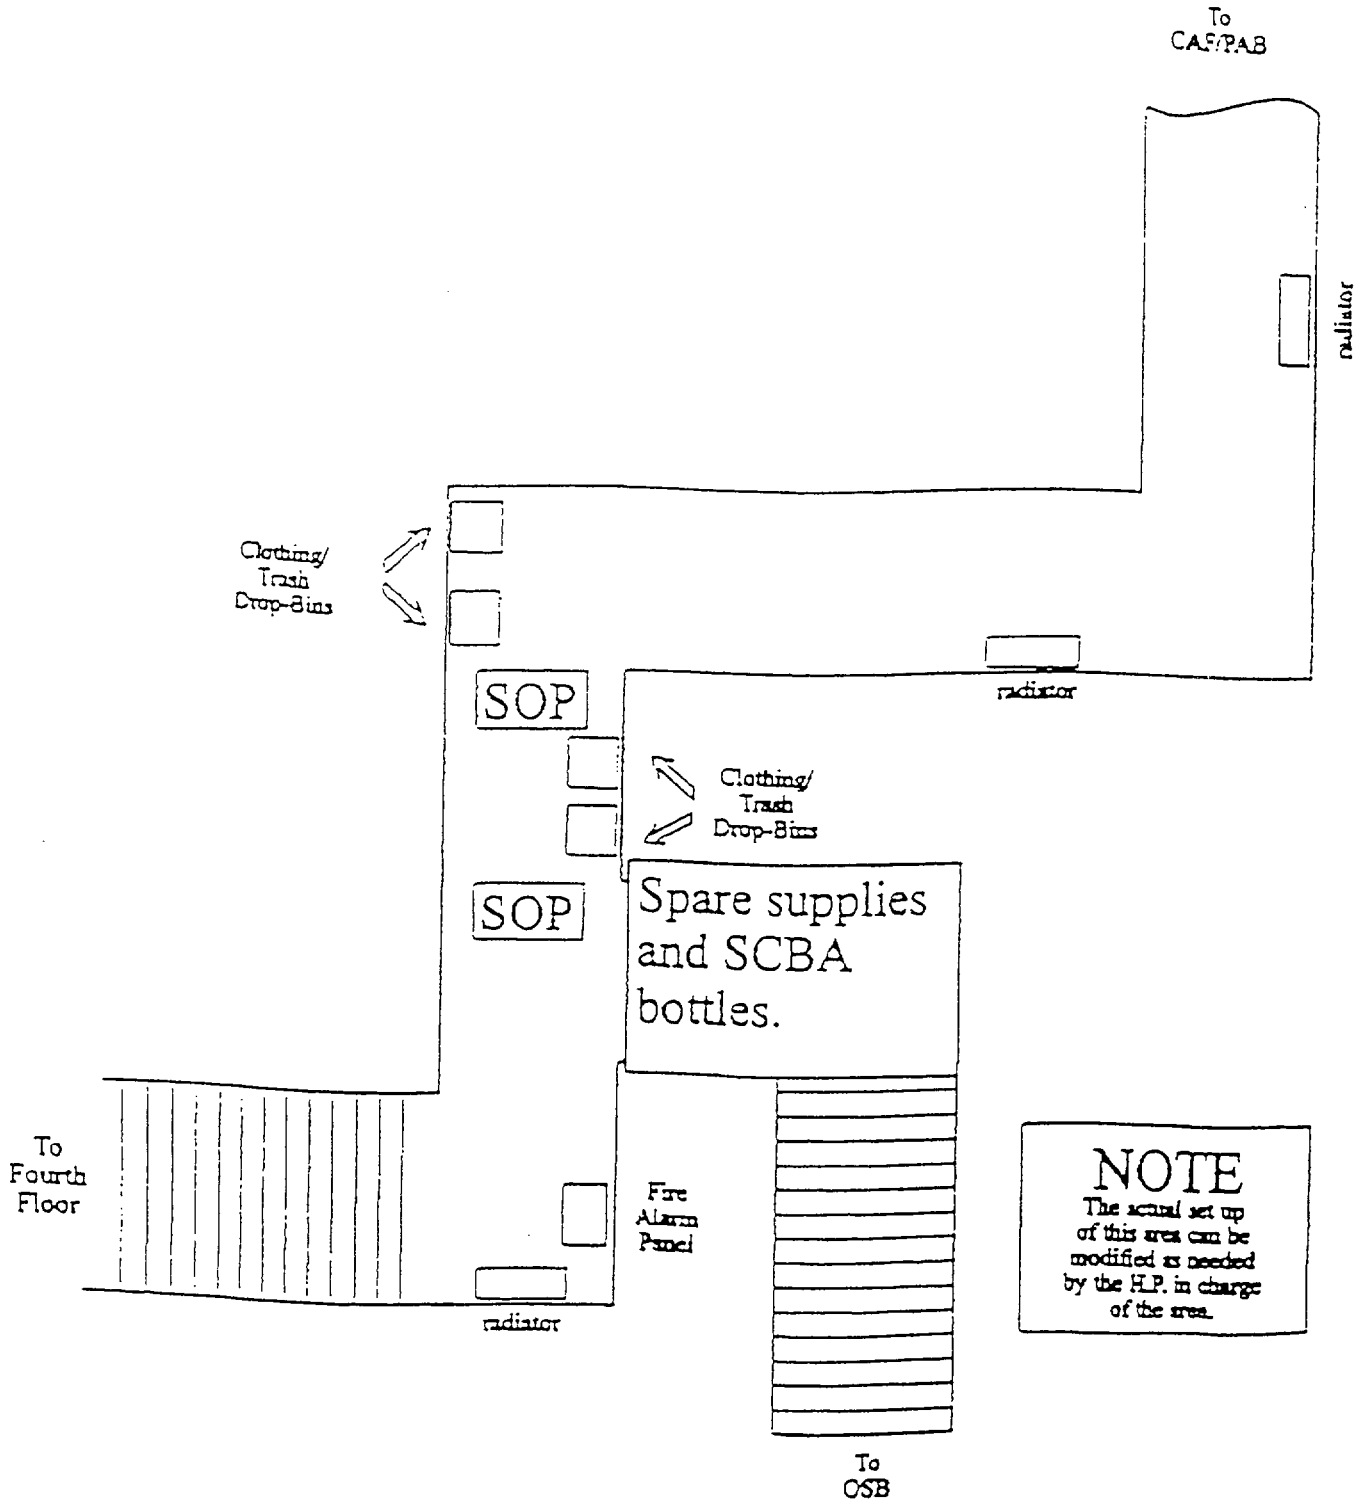 To
CAF/PAB
radiator
Clothing/
Trash
Drop-Bins
SOP
radiator
Clothing/
Trash
Drop-Bins
SOP
Spare supplies
and SCBA
bottles.
To
Fourth
Floor
Fire
Alarm
Panel
radiator
NOTE
The actual set up
of this area can be
modified as needed
by the H.P. in charge
of the area.
To
OSB